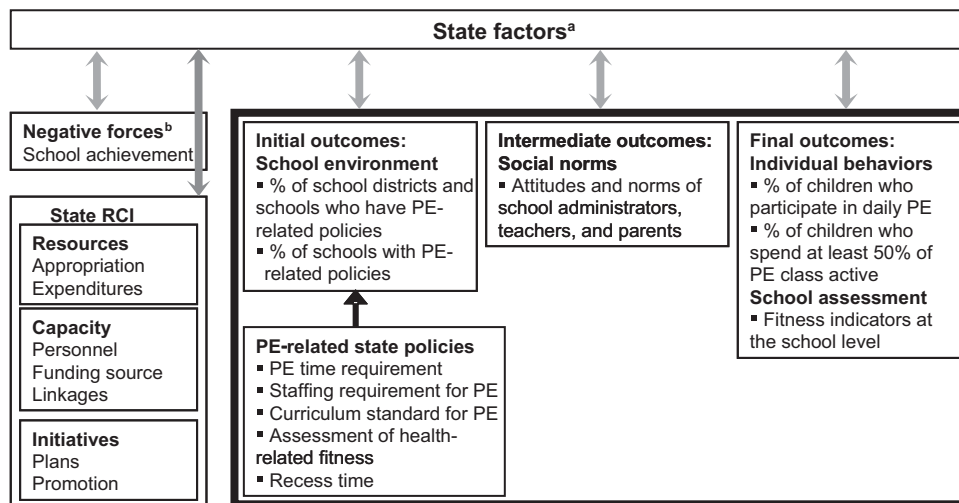 State factorsᵃ
Negative forcesᵇ
School achievement
State RCI
Resources
Appropriation
Expenditures
Capacity
Personnel
Funding source
Linkages
Initiatives
Plans
Promotion
Initial outcomes:
School environment
▪ % of school districts and
schools who have PE-
related policies
▪ % of schools with PE-
related policies
PE-related state policies
▪ PE time requirement
▪ Staffing requirement for PE
▪ Curriculum standard for PE
▪ Assessment of health-
related fitness
▪ Recess time
Intermediate outcomes:
Social norms
▪ Attitudes and norms of
school administrators,
teachers, and parents
Final outcomes:
Individual behaviors
▪ % of children who
participate in daily PE
▪ % of children who
spend at least 50% of
PE class active
School assessment
▪ Fitness indicators at
the school level